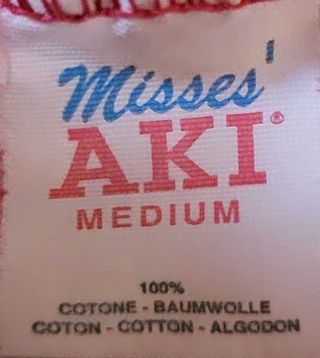 Misses'
AKI®
MEDIUM
100%
COTONE - BAUMWOLLE
COTON - COTTON - ALGODON